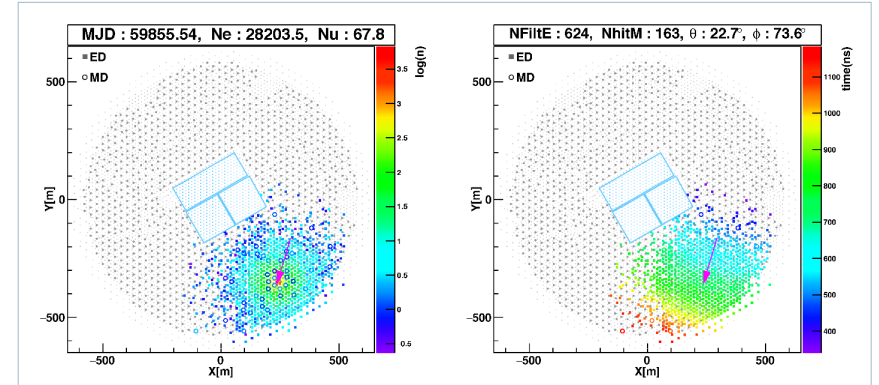 MJD : 59855.54, Ne : 28203.5, Nu : 67.8
ED
MD
log(n)
3.5
3
2.5
2
1.5
1
0.5
0
0.5
500
0
−500
Y[m]
−500
0
500
X[m]
NFiltE : 624, NhitM : 163, θ : 22.7°, ϕ : 73.6°
ED
MD
time(ns)
1100
1000
900
800
700
600
500
400
500
0
−500
Y[m]
−500
0
500
X[m]